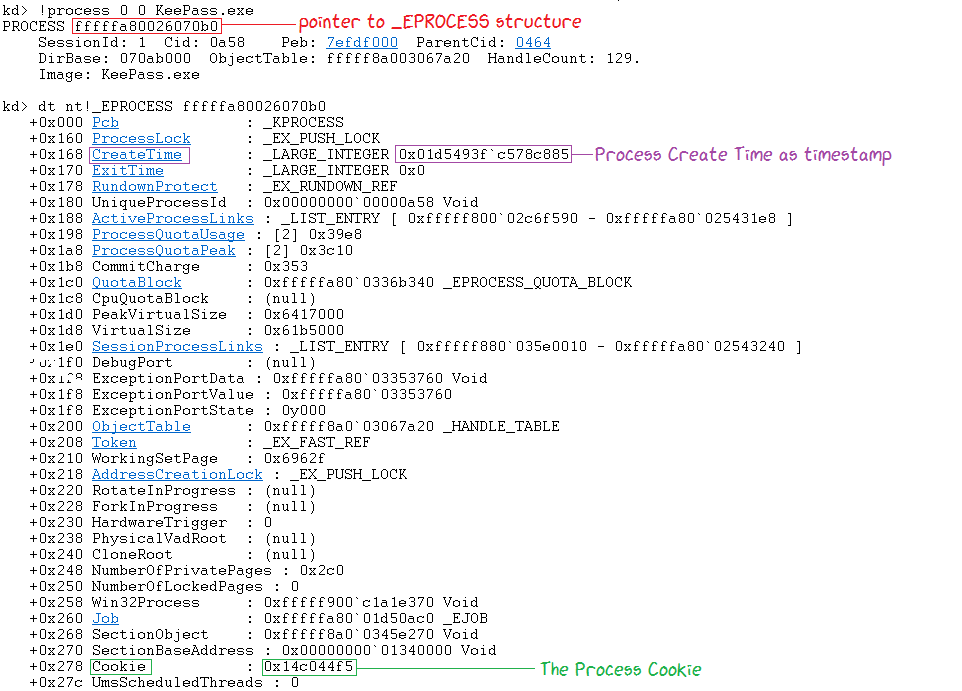 kd> !process 0 0 KeePass.exe
PROCESS fffffa80026070b0 pointer to _EPROCESS structure
SessionId: 1 Cid: 0a58 Peb: 7efdf000 ParentCid: 0464
DirBase: 070ab000 ObjectTable: fffff8a003067a20 HandleCount: 129.
Image: KeePass.exe
kd> dt nt!_EPROCESS fffffa80026070b0
+0x000 Pcb : _KPROCESS
+0x160 ProcessLock : _EX_PUSH_LOCK
+0x168 CreateTime : _LARGE_INTEGER 0x01d5493f`c578c885 Process Create Time as timestamp
+0x170 ExitTime : _LARGE_INTEGER 0x0
+0x178 RundownProtect : _EX_RUNDOWN_REF
+0x180 UniqueProcessId : 0x00000000`00000a58 Void
+0x188 ActiveProcessLinks : _LIST_ENTRY [ 0xfffff800`02c6f590 - 0xfffffa80`025431e8 ]
+0x198 ProcessQuotaUsage : [2] 0x39e8
+0x1a8 ProcessQuotaPeak : [2] 0x3c10
+0x1b8 CommitCharge : 0x353
+0x1c0 QuotaBlock : 0xfffffa80`0336b340 _EPROCESS_QUOTA_BLOCK
+0x1c8 CpuQuotaBlock : (null)
+0x1d0 PeakVirtualSize : 0x6417000
+0x1d8 VirtualSize : 0x61b5000
+0x1e0 SessionProcessLinks : _LIST_ENTRY [ 0xfffff880`035e0010 - 0xfffffa80`02543240 ]
DebugPort : (null)
ExceptionPortData : 0xfffffa80`03353760 Void
+0x1f8 ExceptionPortValue : 0xfffffa80`03353760
+0x1f8 ExceptionPortState : 0y000
+0x200 ObjectTable : 0xfffff8a0`03067a20 _HANDLE_TABLE
+0x208 Token : _EX_FAST_REF
+0x210 WorkingSetPage : 0x6962f
+0x218 AddressCreationLock : _EX_PUSH_LOCK
+0x220 RotateInProgress : (null)
+0x228 ForkInProgress : (null)
+0x230 HardwareTrigger : 0
+0x238 PhysicalVadRoot : (null)
+0x240 CloneRoot : (null)
+0x248 NumberOfPrivatePages : 0x2c0
+0x250 NumberOfLockedPages : 0
+0x258 Win32Process : 0xfffff900`c1a1e370 Void
+0x260 Job : 0xfffffa80`01d50ac0 _EJOB
+0x268 SectionObject : 0xfffff8a0`0345e270 Void
+0x270 SectionBaseAddress : 0x00000000`01340000 Void
+0x278 Cookie : 0x14c044f5 The Process Cookie
+0x27c UmsScheduledThreads : 0